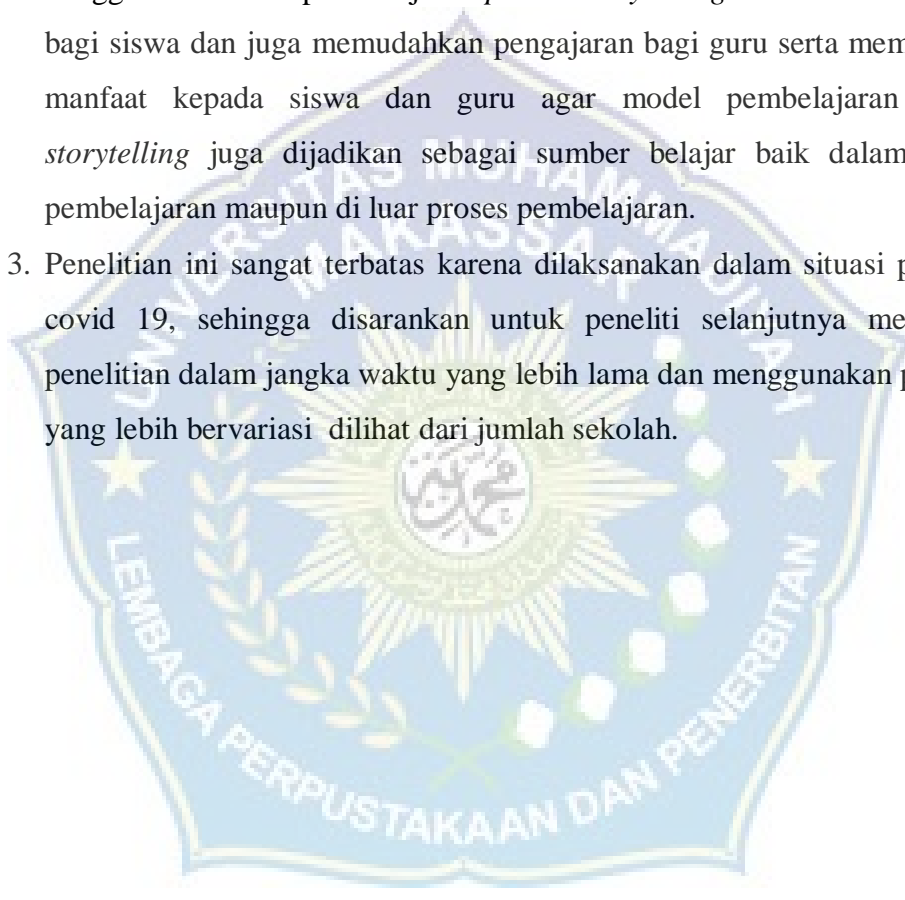 bagi siswa dan juga memudahkan pengajaran bagi guru serta mem
manfaat kepada siswa dan guru agar model pembelajaran
storytelling juga dijadikan sebagai sumber belajar baik dalam
pembelajaran maupun di luar proses pembelajaran.
3. Penelitian ini sangat terbatas karena dilaksanakan dalam situasi p
covid 19, sehingga disarankan untuk peneliti selanjutnya me
penelitian dalam jangka waktu yang lebih lama dan menggunakan p
yang lebih bervariasi dilihat dari jumlah sekolah.
UNIVERSITAS MUHAMMADIYAH
MAKASSAR
LEMBAGA PERPUSTAKAAN DAN PENERBITAN